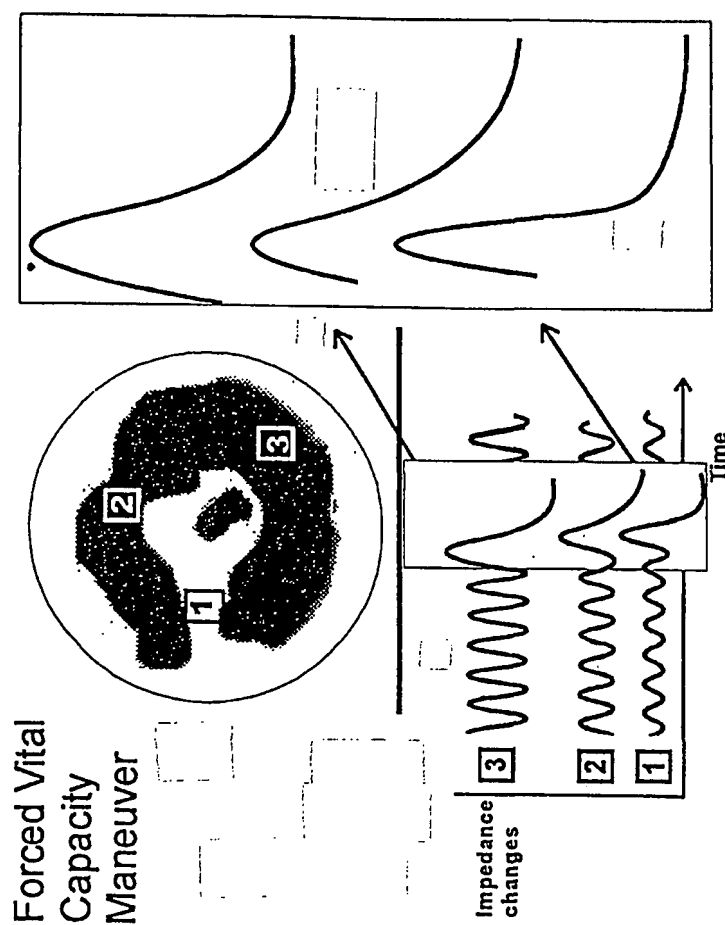 Forced Vital
Capacity
Maneuver
1
2
3
Impedance
changes
3
2
1
Time